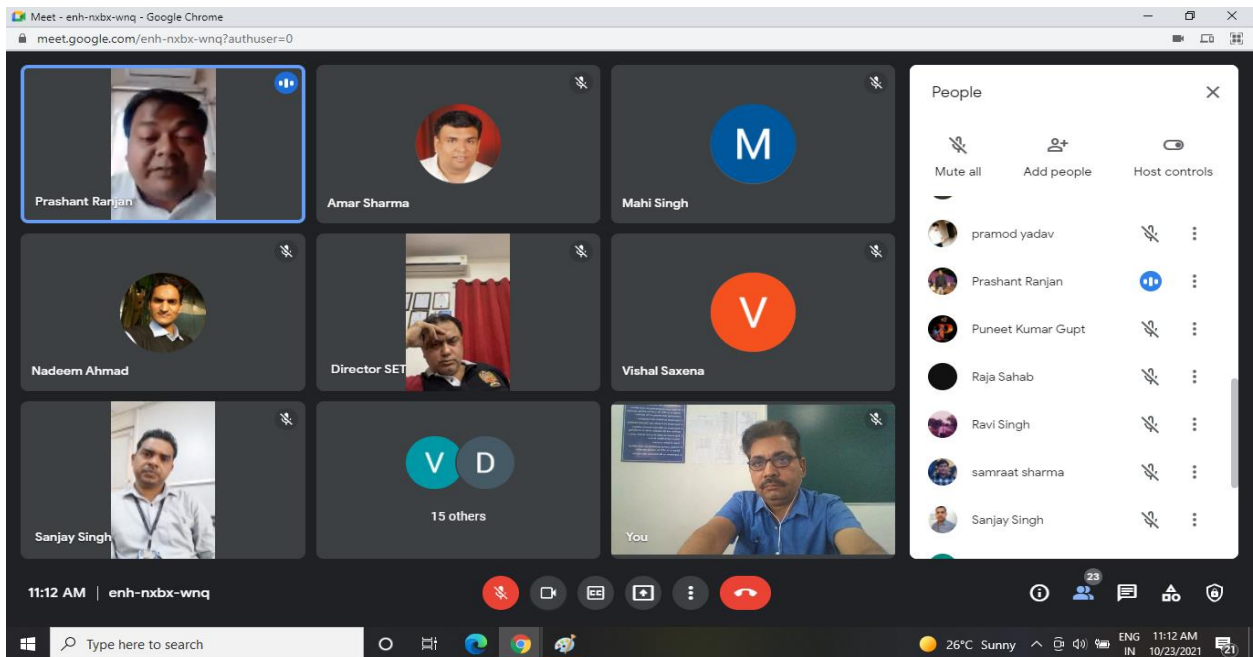 Meet - enh-nxbx-wnq - Google Chrome
meet.google.com/enh-nxbx-wnq?authuser=0
Prashant Ranjan
Amar Sharma
M
Mahi Singh
Nadeem Ahmad
Director SET
V
Vishal Saxena
Sanjay Singh
V D
15 others
You
People
Mute all
Add people
Host controls
pramod yadav
Prashant Ranjan
Puneet Kumar Gupt
Raja Sahab
Ravi Singh
samraat sharma
Sanjay Singh
11:12 AM | enh-nxbx-wnq
23
Type here to search
26°C Sunny
ENG
IN
11:12 AM
10/23/2021
21